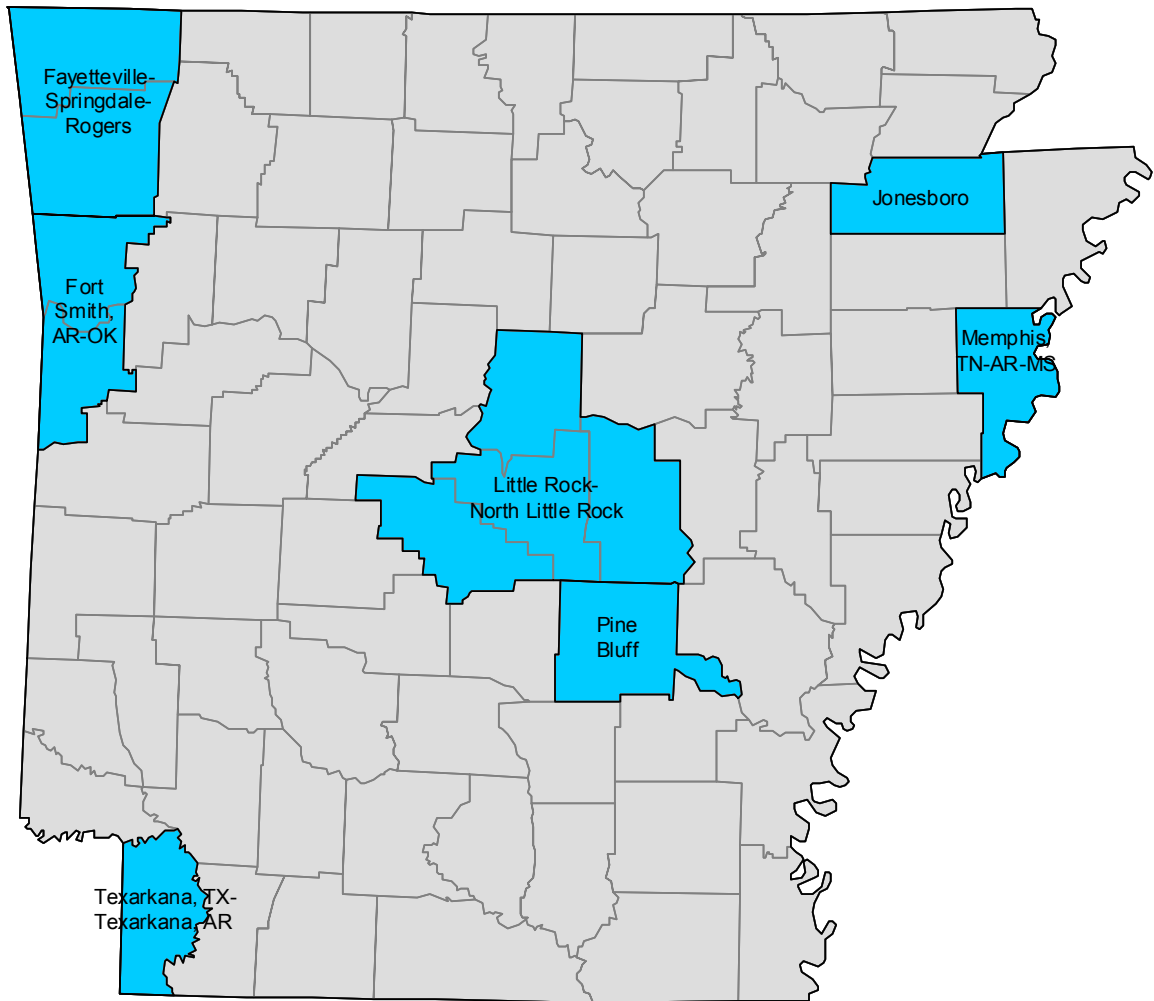 Fayetteville-
Springdale-
Rogers
Jonesboro
Fort
Smith,
AR-OK
Memphis
TN-AR-MS
Little Rock-
North Little Rock
Pine
Bluff
Texarkana, TX-
Texarkana, AR